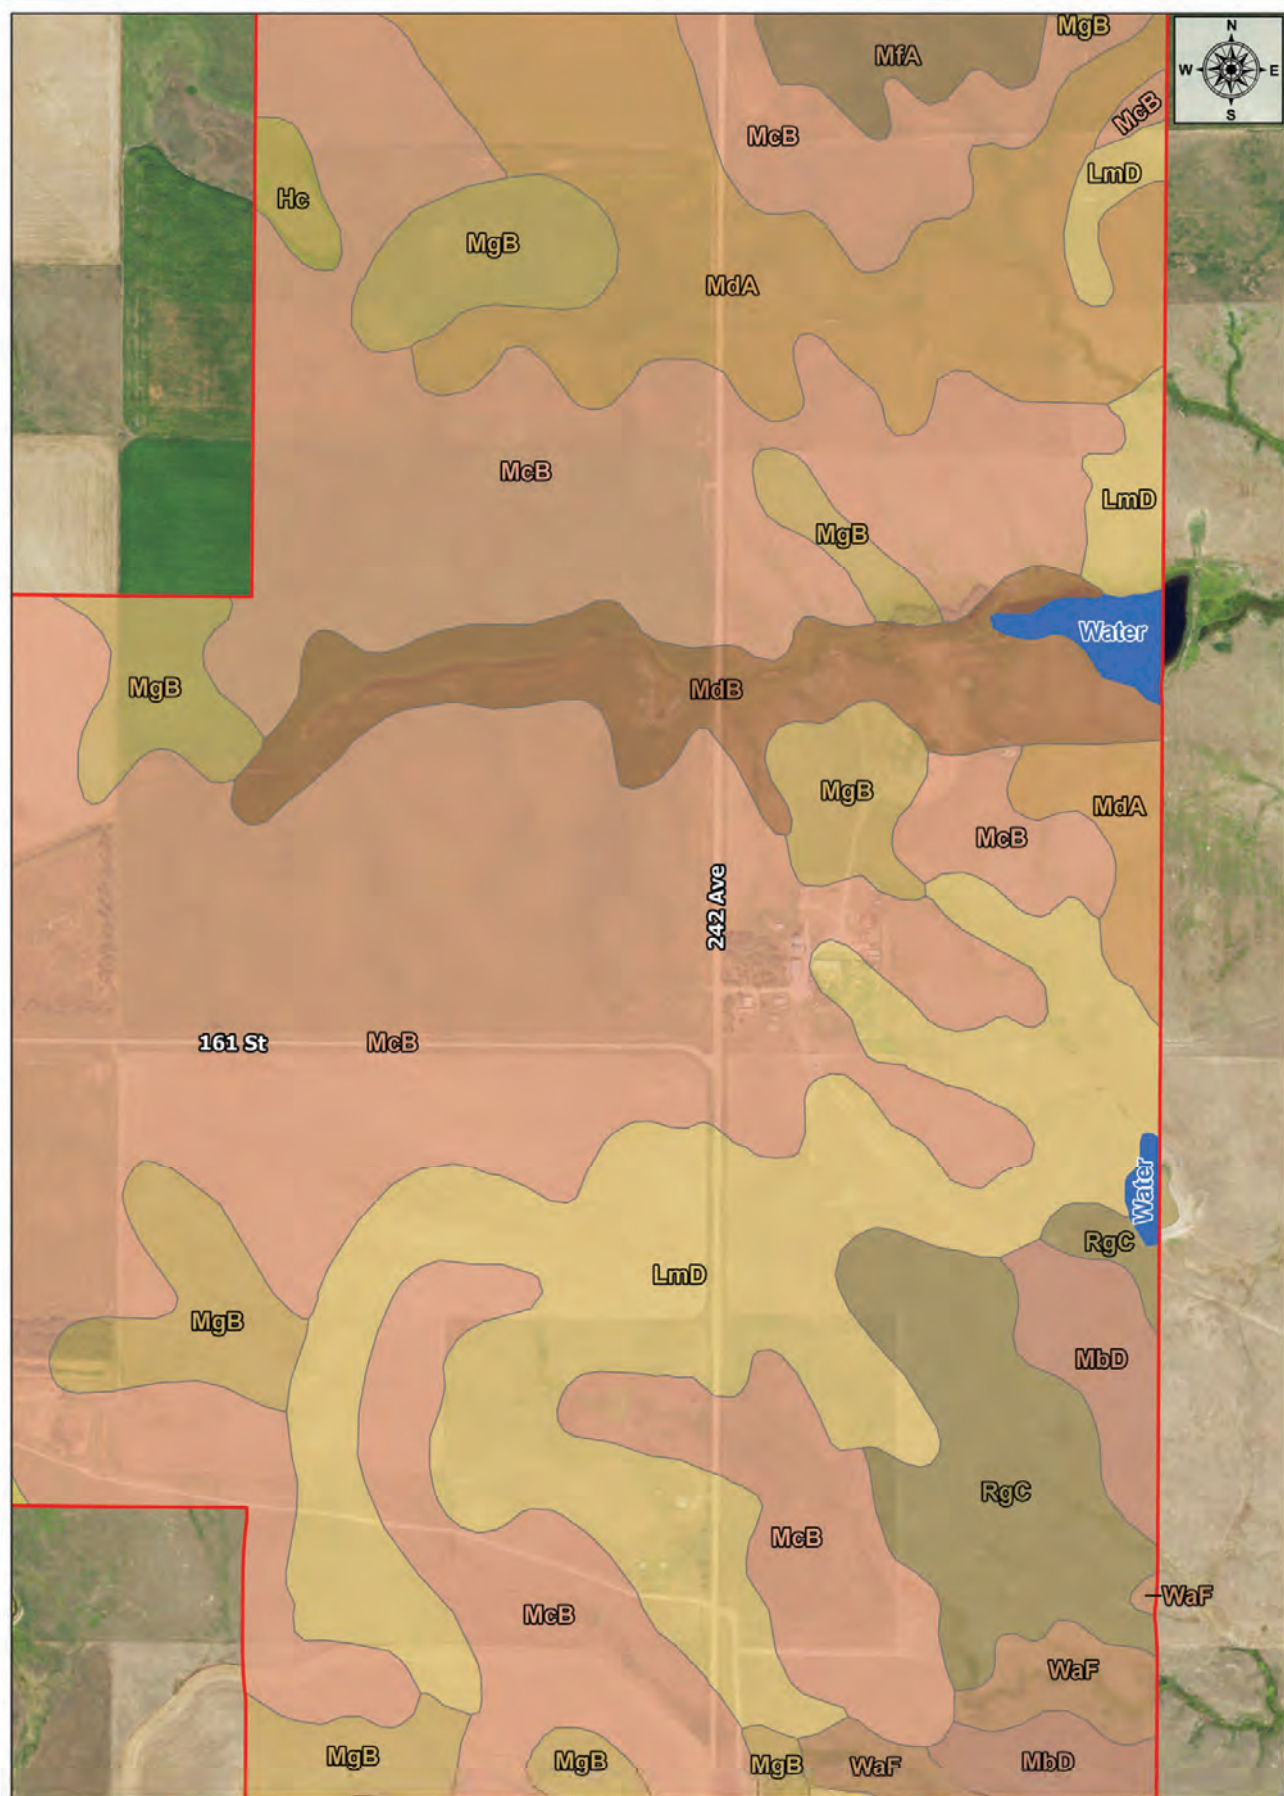 MgB
N
MfA
W
E
McB
S
McB
LmD
Hc
MgB
MdA
McB
LmD
MgB
Water
MgB
MdB
MgB
MdA
McB
242 Ave
161 St
McB
Water
RgC
LmD
MgB
MbD
RgC
McB
WaF
McB
WaF
MgB
MgB
MgB
WaF
MbD